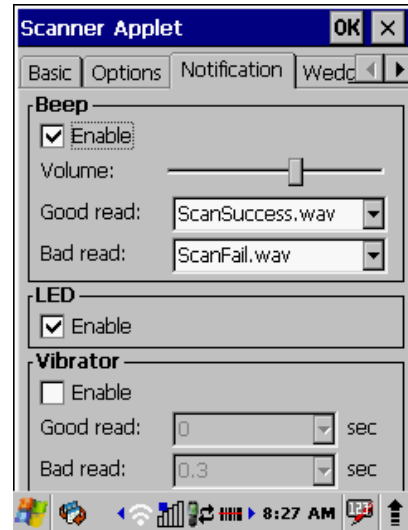 Scanner Applet OK ×
Basic Options Notification Wedg
Beep
Enable
Volume:
Good read: ScanSuccess.wav
Bad read: ScanFail.wav
LED
Enable
Vibrator
Enable
Good read: 0 sec
Bad read: 0.3 sec
8:27 AM 123